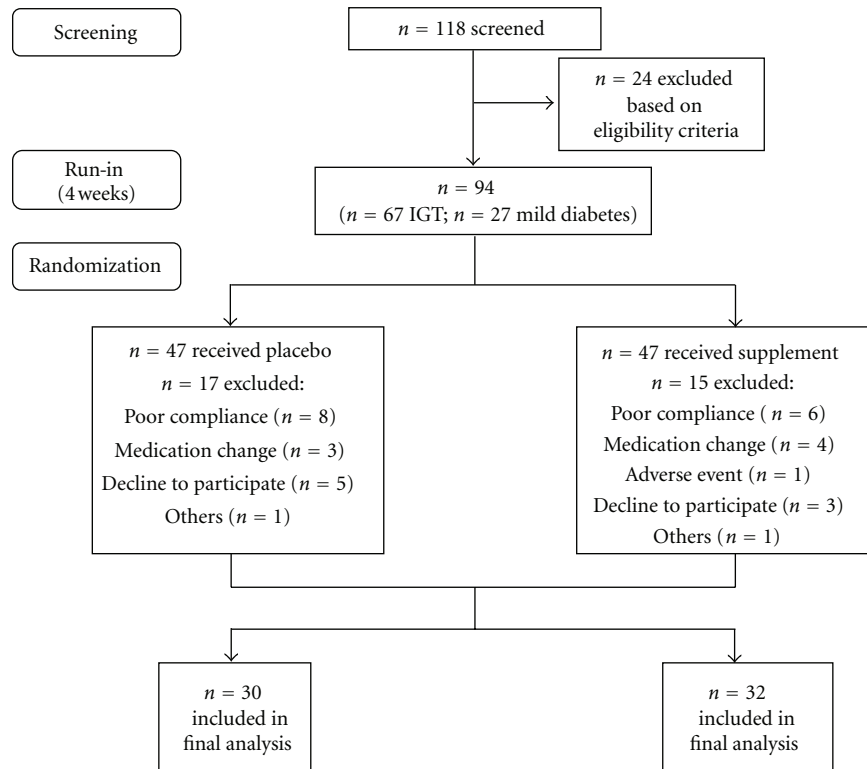 Screening
n = 118 screened
n = 24 excluded
based on
eligibility criteria
Run-in
(4 weeks)
n = 94
(n = 67 IGT; n = 27 mild diabetes)
Randomization
n = 47 received placebo
n = 17 excluded:
Poor compliance (n = 8)
Medication change (n = 3)
Decline to participate (n = 5)
Others (n = 1)
n = 47 received supplement
n = 15 excluded:
Poor compliance ( n = 6)
Medication change (n = 4)
Adverse event (n = 1)
Decline to participate (n = 3)
Others (n = 1)
n = 30
included in
final analysis
n = 32
included in
final analysis